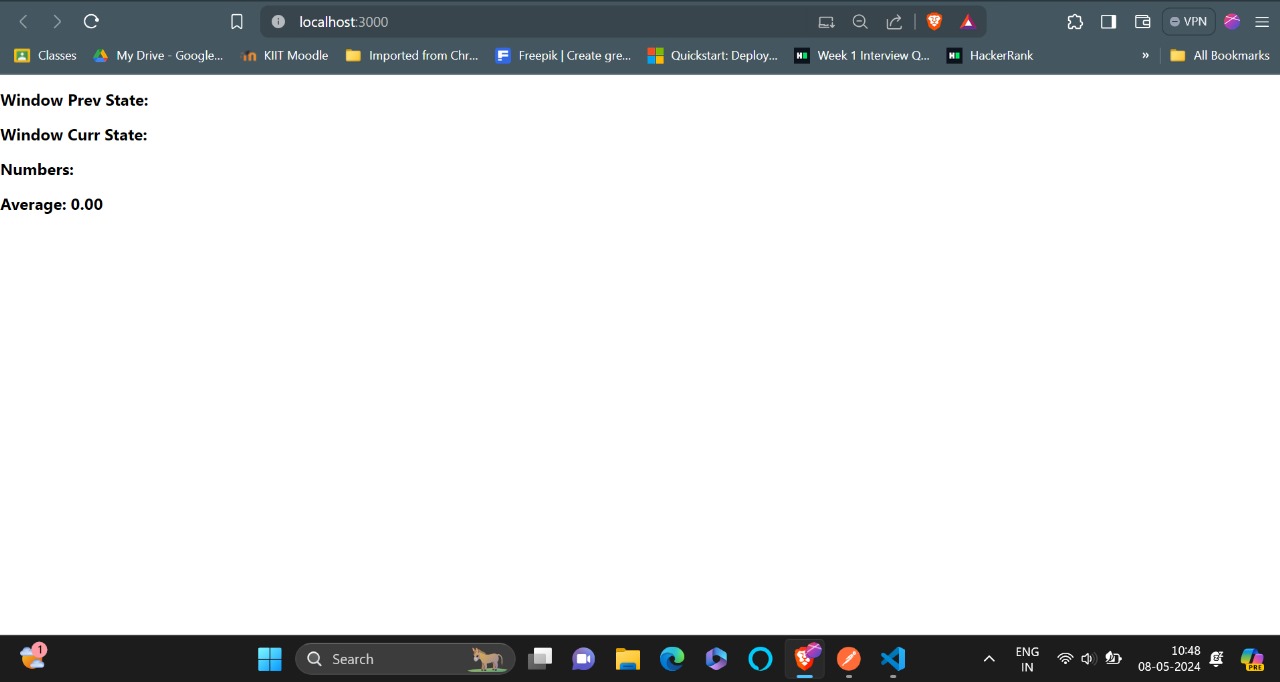 localhost:3000
VPN
Classes
My Drive - Google...
KIIT Moodle
Imported from Chr...
Freepik | Create gre...
Quickstart: Deploy...
Week 1 Interview Q...
HackerRank
»
All Bookmarks
Window Prev State:
Window Curr State:
Numbers:
Average: 0.00
1
Search
ENG
IN
10:48
08-05-2024
PRE